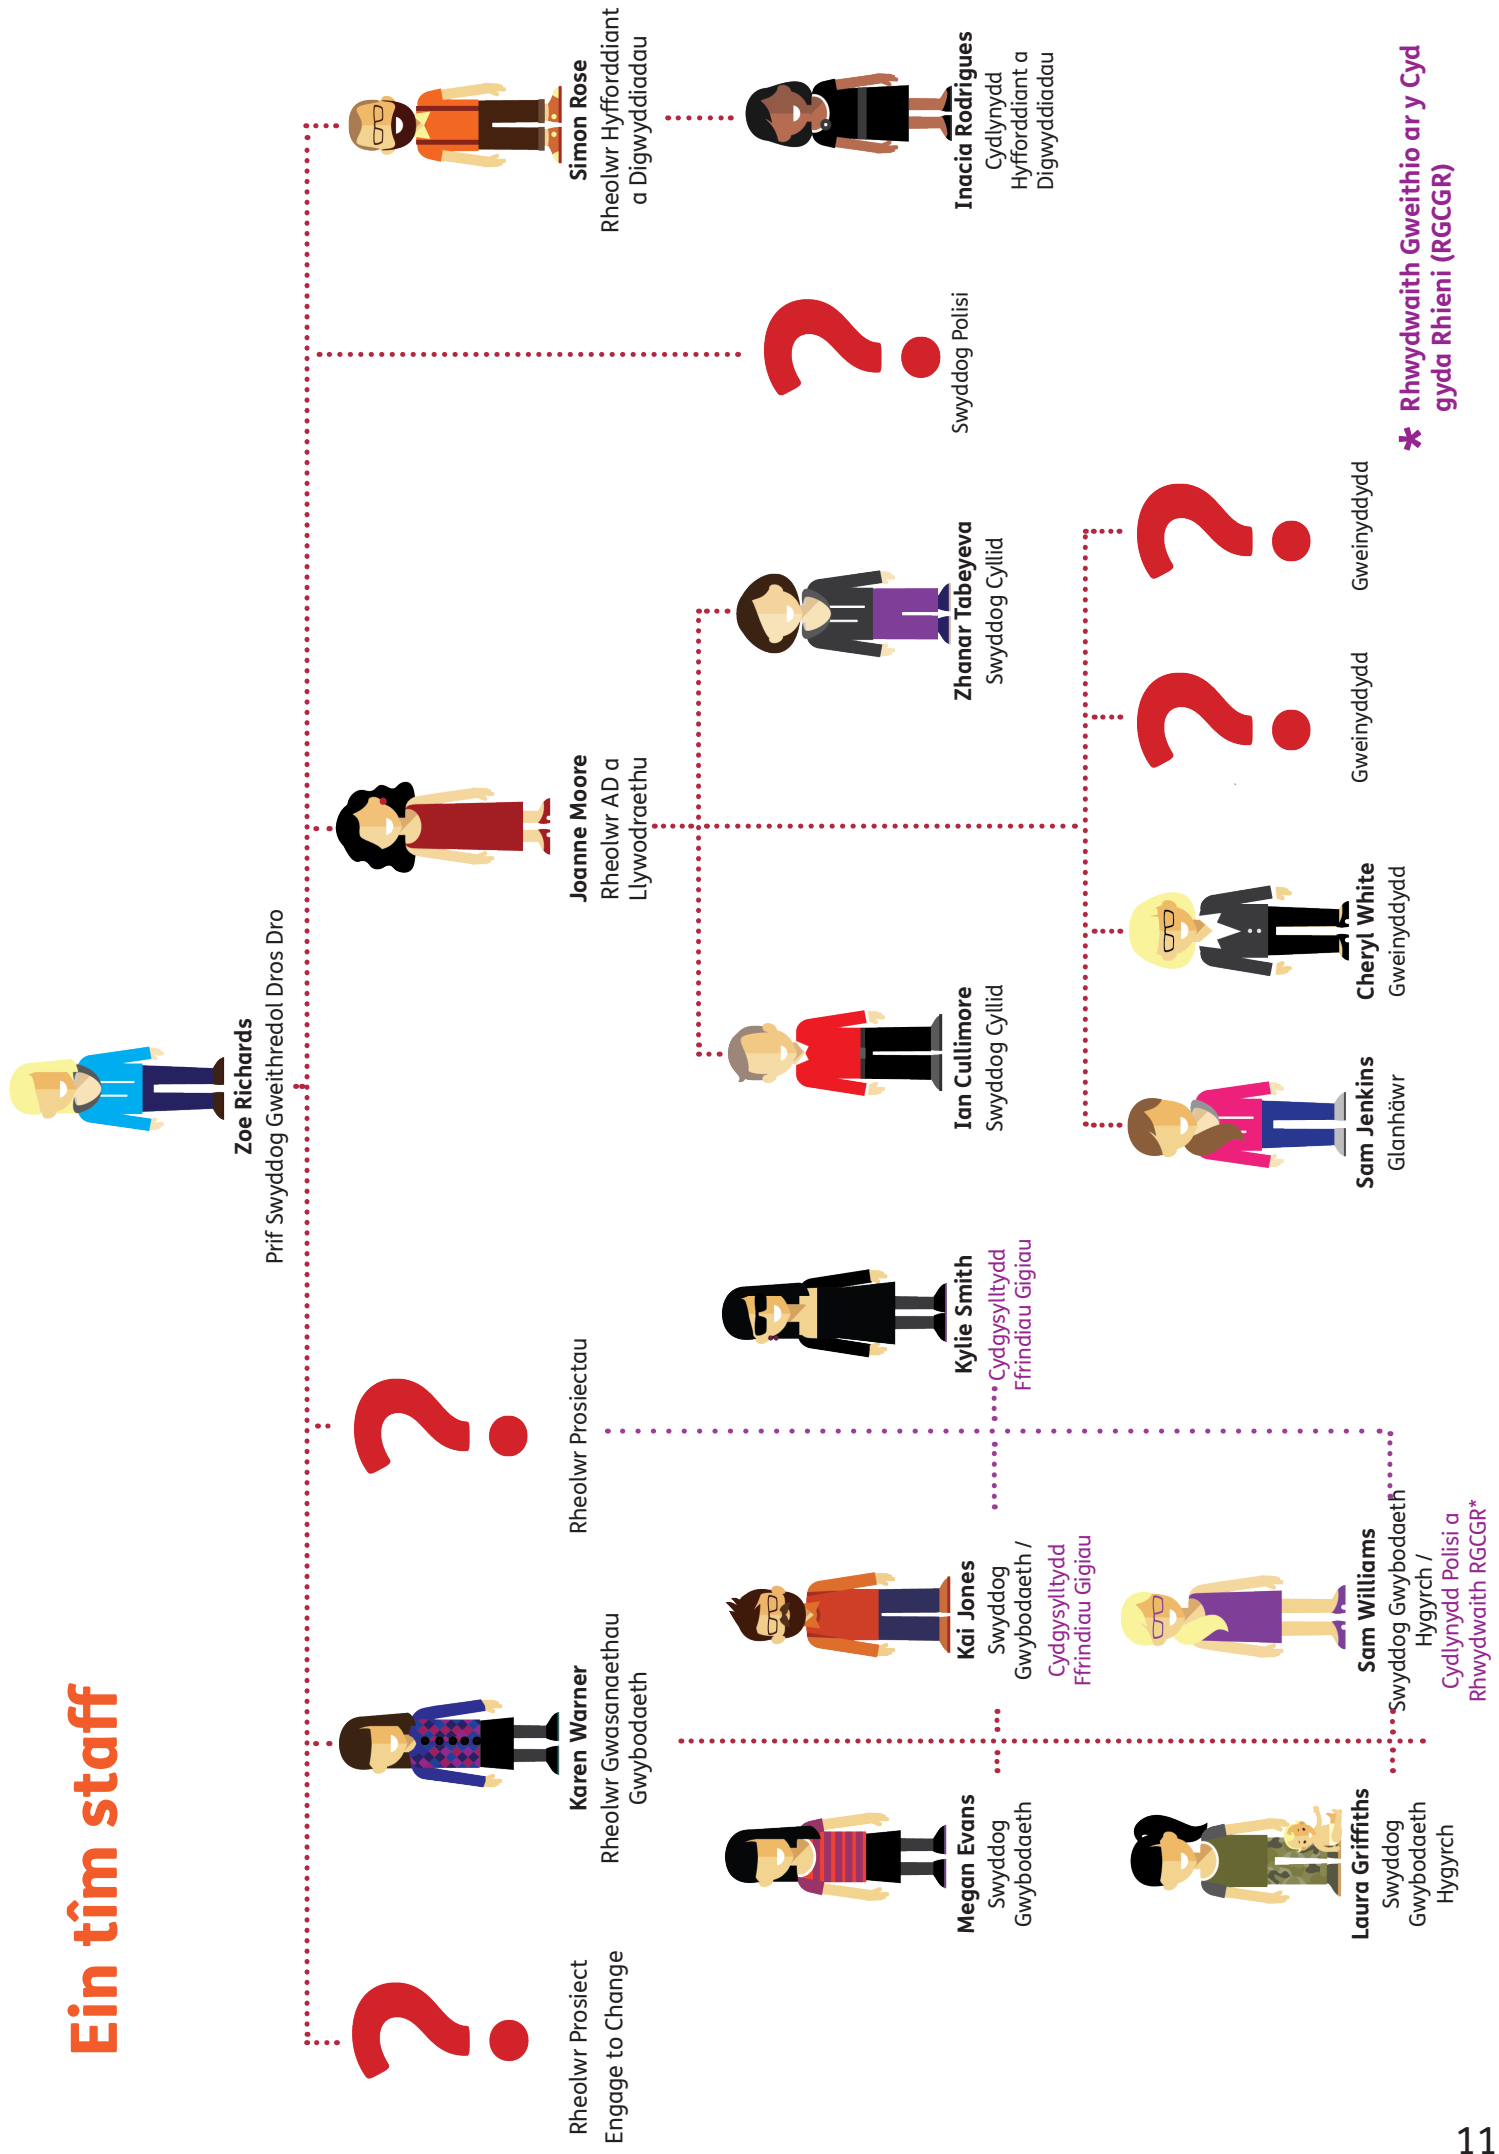 Ein tîm staff
Zoe Richards
Prif Swyddog Gweithredol Dros Dro
Rheolwr Prosiect
Engage to Change
Karen Warner
Rheolwr Gwasanaethau
Gwybodaeth
Rheolwr Prosiectau
Joanne Moore
Rheolwr AD a
Llywodraethu
Simon Rose
Rheolwr Hyfforddiant
a Digwyddiadau
Megan Evans
Swyddog
Gwybodaeth
Kai Jones
Swyddog
Gwybodaeth /
Cydgysylltydd
Ffrindiau Gigiau
Kylie Smith
Cydgysylltydd
Ffrindiau Gigiau
Ian Cullimore
Swyddog Cyllid
Zhanar Tabeyeva
Swyddog Cyllid
Swyddog Polisi
Inacia Rodrigues
Cydlynydd
Hyfforddiant a
Digwyddiadau
Laura Griffiths
Swyddog
Gwybodaeth
Hygyrch
Sam Williams
Swyddog Gwybodaeth
Hygyrch /
Cydlynydd Polisi a
Rhwydwaith RGCGR*
Sam Jenkins
Glanhäwr
Cheryl White
Gweinyddydd
Gweinyddydd
Gweinyddydd
* Rhwydwaith Gweithio ar y Cyd
gyda Rhieni (RGCGR)
11